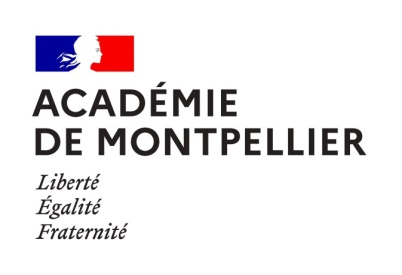 ACADÉMIE
DE MONTPELLIER
Liberté
Égalité
Fraternité